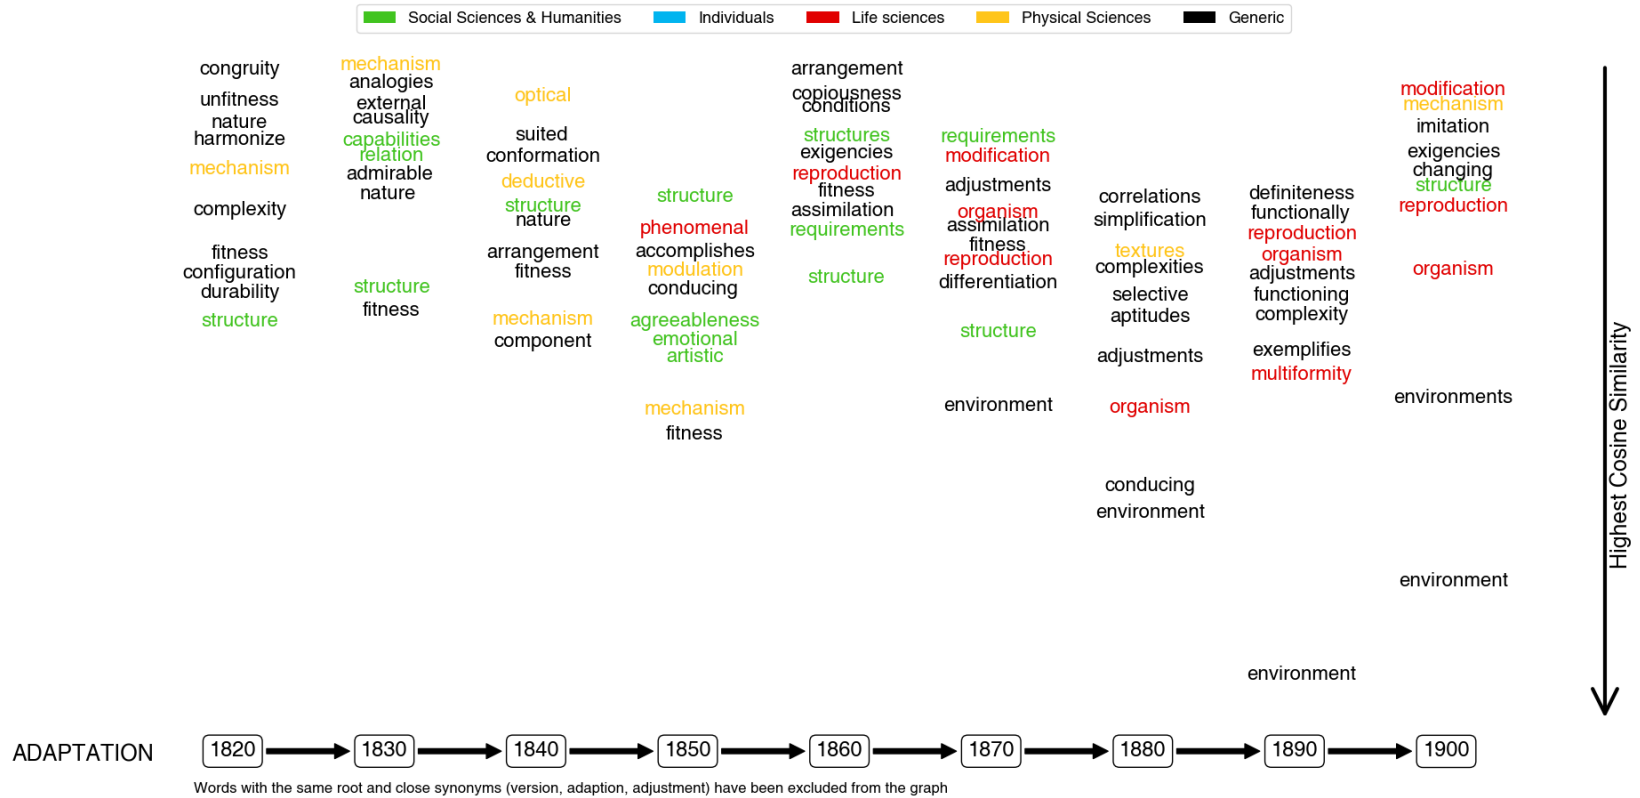 Social Sciences & Humanities Individuals Life sciences Physical Sciences Generic
congruity
unfitness
nature
harmonize
mechanism
complexity
fitness
configuration
durability
structure
mechanism
analogies
external
causality
capabilities
relation
admirable
nature
structure
fitness
optical
suited
conformation
deductive
structure
nature
arrangement
fitness
mechanism
component
structure
phenomenal
accomplishes
modulation
conducing
agreeableness
emotional
artistic
mechanism
fitness
arrangement
copiousness
conditions
structures
exigencies
reproduction
fitness
assimilation
requirements
structure
requirements
modification
adjustments
organism
assimilation
fitness
reproduction
differentiation
structure
environment
correlations
simplification
textures
complexities
selective
aptitudes
adjustments
organism
conducing
environment
definiteness
functionally
reproduction
organism
adjustments
functioning
complexity
exemplifies
multiformity
environment
modification
mechanism
imitation
exigencies
changing
structure
reproduction
organism
environments
environment
Highest Cosine Similarity
ADAPTATION 1820 1830 1840 1850 1860 1870 1880 1890 1900
Words with the same root and close synonyms (version, adaption, adjustment) have been excluded from the graph